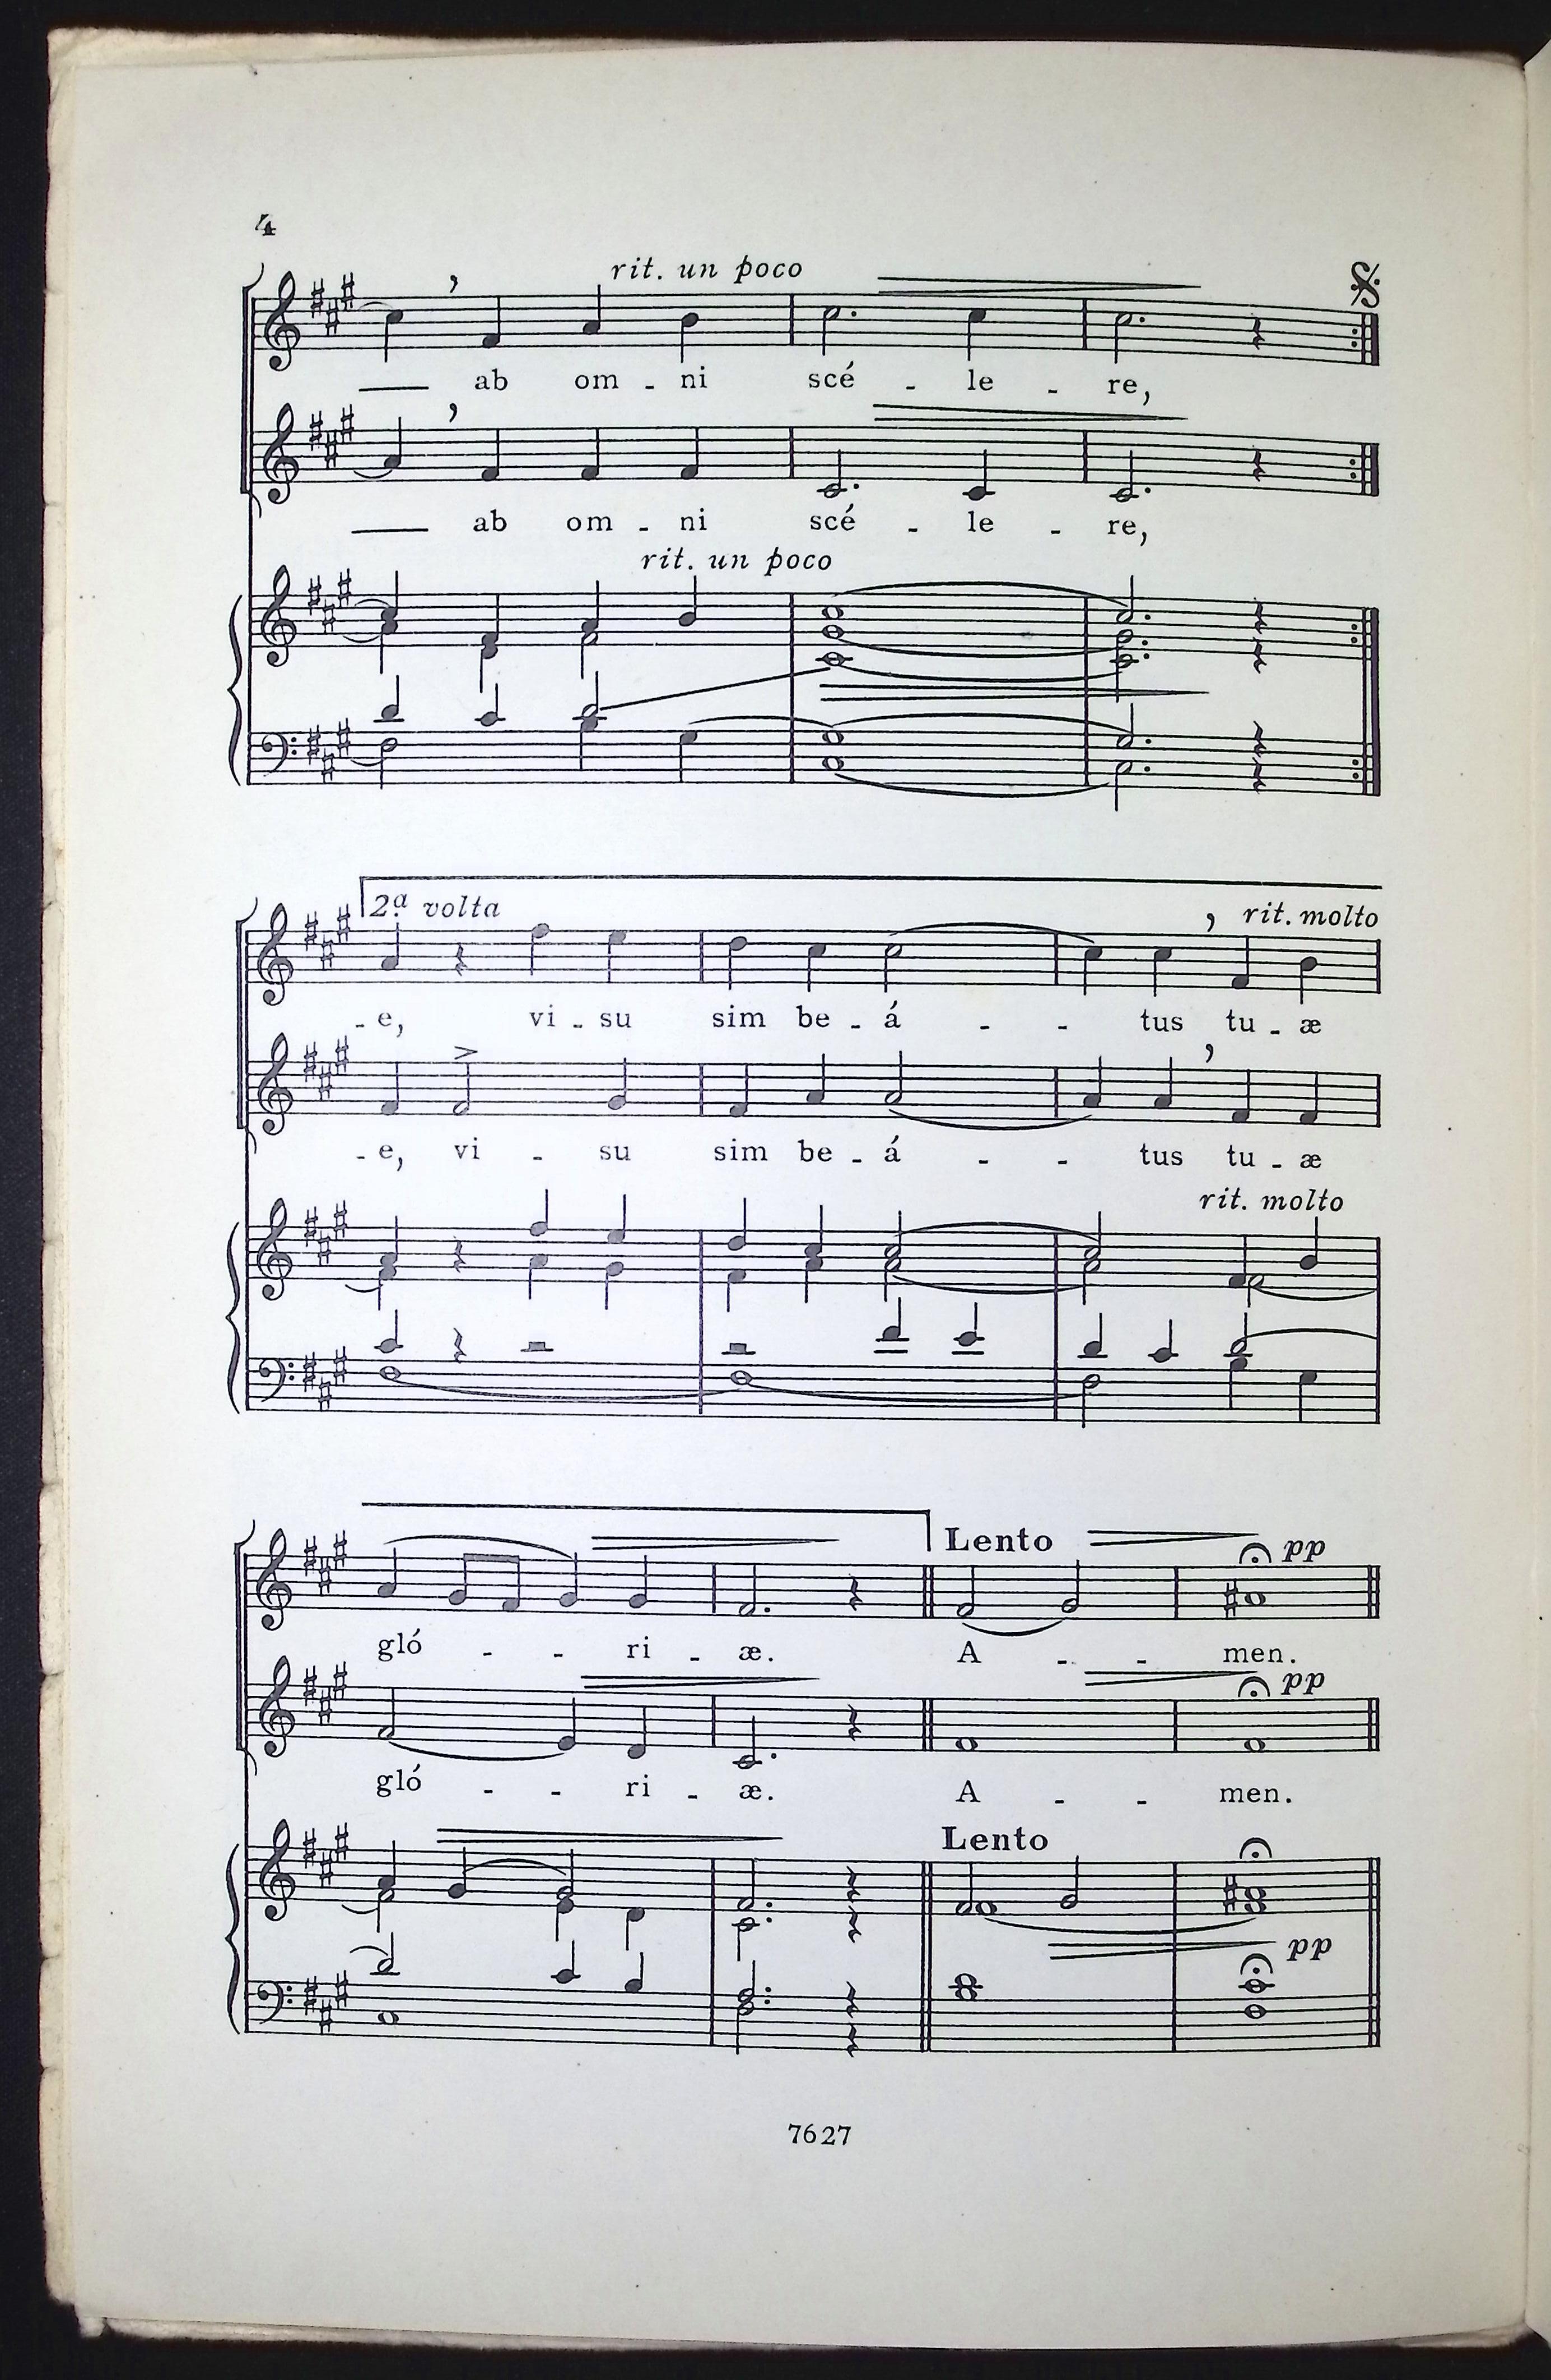 4
rit. un poco
ab om - ni scé - le - re,
ab om - ni scé - le - re,
rit. un poco
2ª volta rit. molto
- e, vi - su sim be - á - - tus tu - æ
- e, vi - su sim be - á - - tus tu - æ
rit. molto
Lento pp
gló - - ri - æ. A - - men.
pp
gló - - ri - æ. A - - men.
Lento
pp
7627